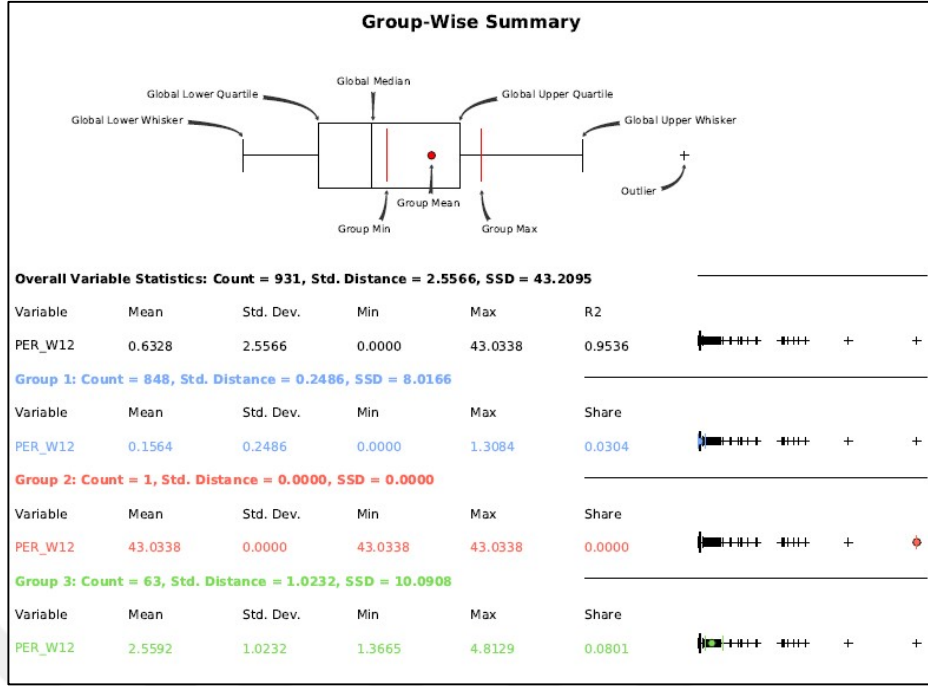 Group-Wise Summary
Global Median
Global Lower Quartile
Global Upper Quartile
Global Lower Whisker
Global Upper Whisker
Outlier
Group Mean
Group Min
Group Max
Overall Variable Statistics: Count = 931, Std. Distance = 2.5566, SSD = 43.2095
Variable Mean Std. Dev. Min Max R2
PER_W12 0.6328 2.5566 0.0000 43.0338 0.9536
Group 1: Count = 848, Std. Distance = 0.2486, SSD = 8.0166
Variable Mean Std. Dev. Min Max Share
PER_W12 0.1564 0.2486 0.0000 1.3084 0.0304
Group 2: Count = 1, Std. Distance = 0.0000, SSD = 0.0000
Variable Mean Std. Dev. Min Max Share
PER_W12 43.0338 0.0000 43.0338 43.0338 0.0000
Group 3: Count = 63, Std. Distance = 1.0232, SSD = 10.0908
Variable Mean Std. Dev. Min Max Share
PER_W12 2.5592 1.0232 1.3665 4.8129 0.0801